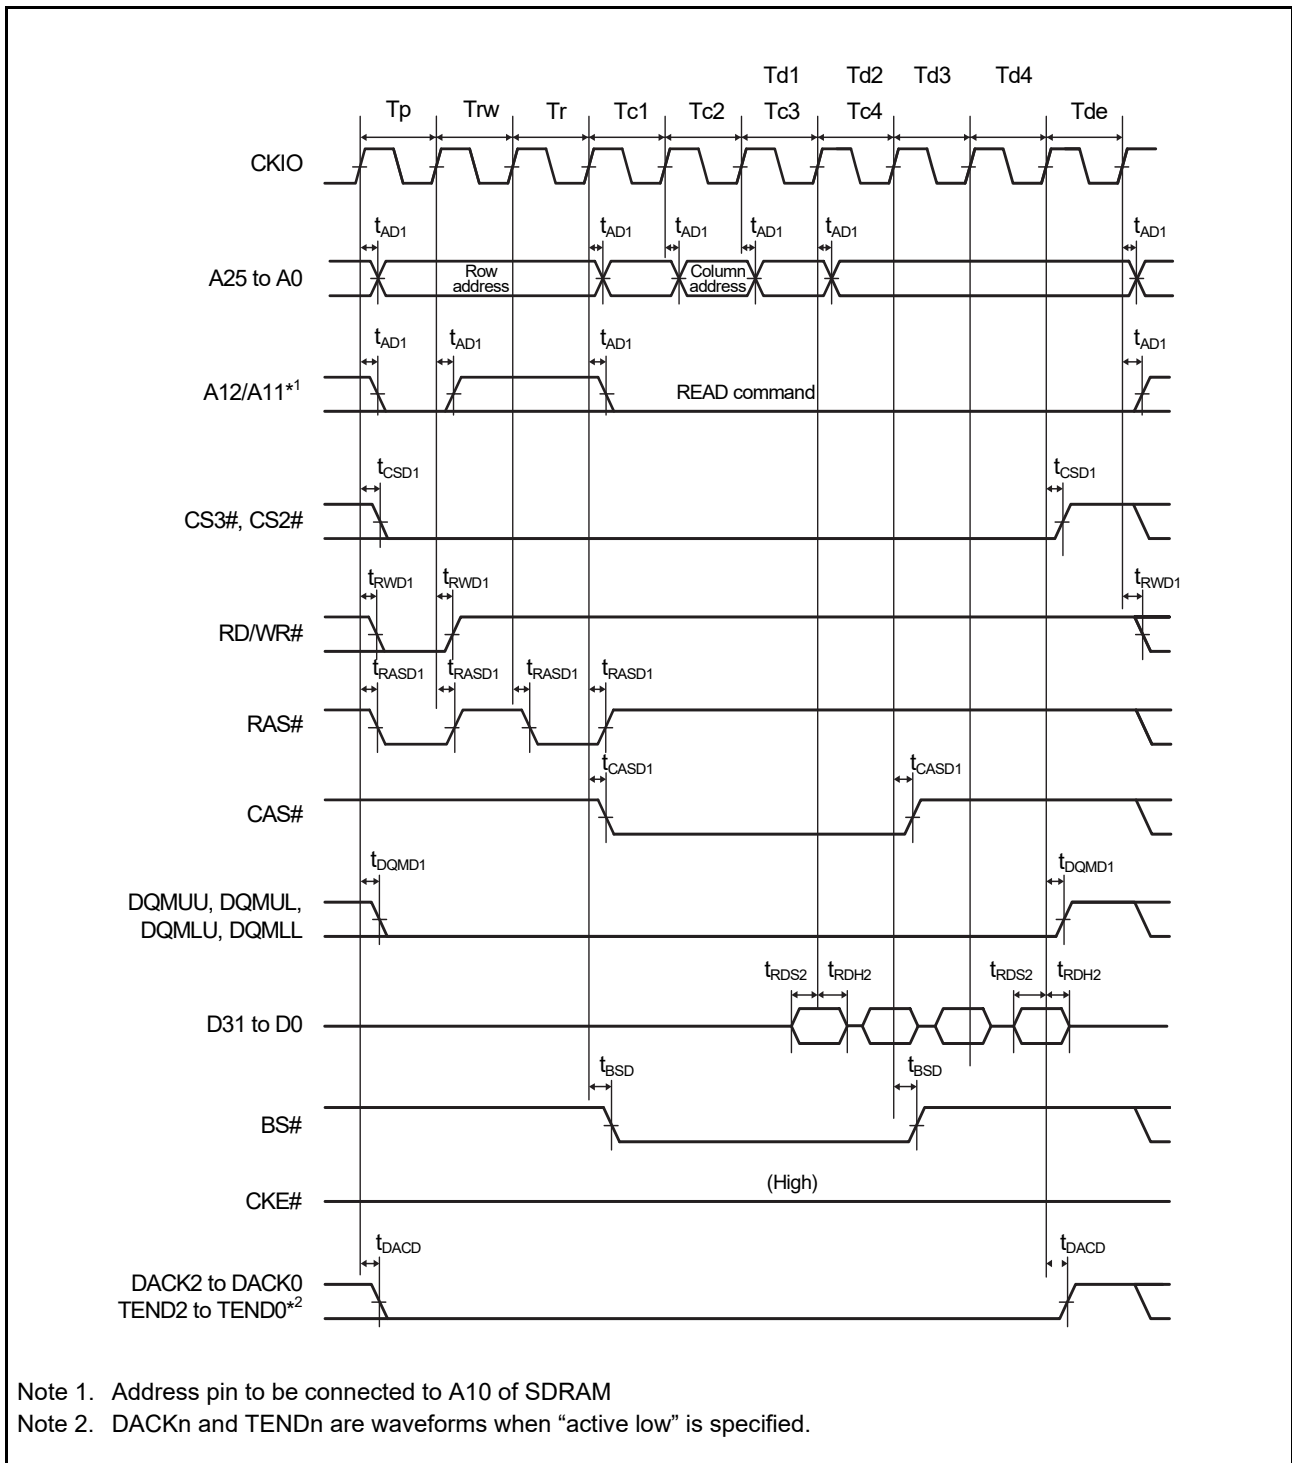 Td1 Td2 Td3 Td4
Tp Trw Tr Tc1 Tc2 Tc3 Tc4 Tde
CKIO
tAD1 tAD1 tAD1 tAD1 tAD1 tAD1
A25 to A0
Row address
Column address
tAD1 tAD1 tAD1 tAD1
A12/A11*1
READ command
tCSD1 tCSD1
CS3#, CS2#
tRWD1 tRWD1 tRWD1
RD/WR#
tRASD1 tRASD1 tRASD1 tRASD1
RAS#
tCASD1 tCASD1
CAS#
tDQMD1 tDQMD1
DQMUU, DQMUL,
DQMLU, DQMLL
tRDS2 tRDH2 tRDS2 tRDH2
D31 to D0
tBSD tBSD
BS#
(High)
CKE#
tDACD tDACD
DACK2 to DACK0
TEND2 to TEND0*2
Note 1. Address pin to be connected to A10 of SDRAM
Note 2. DACKn and TENDn are waveforms when “active low” is specified.